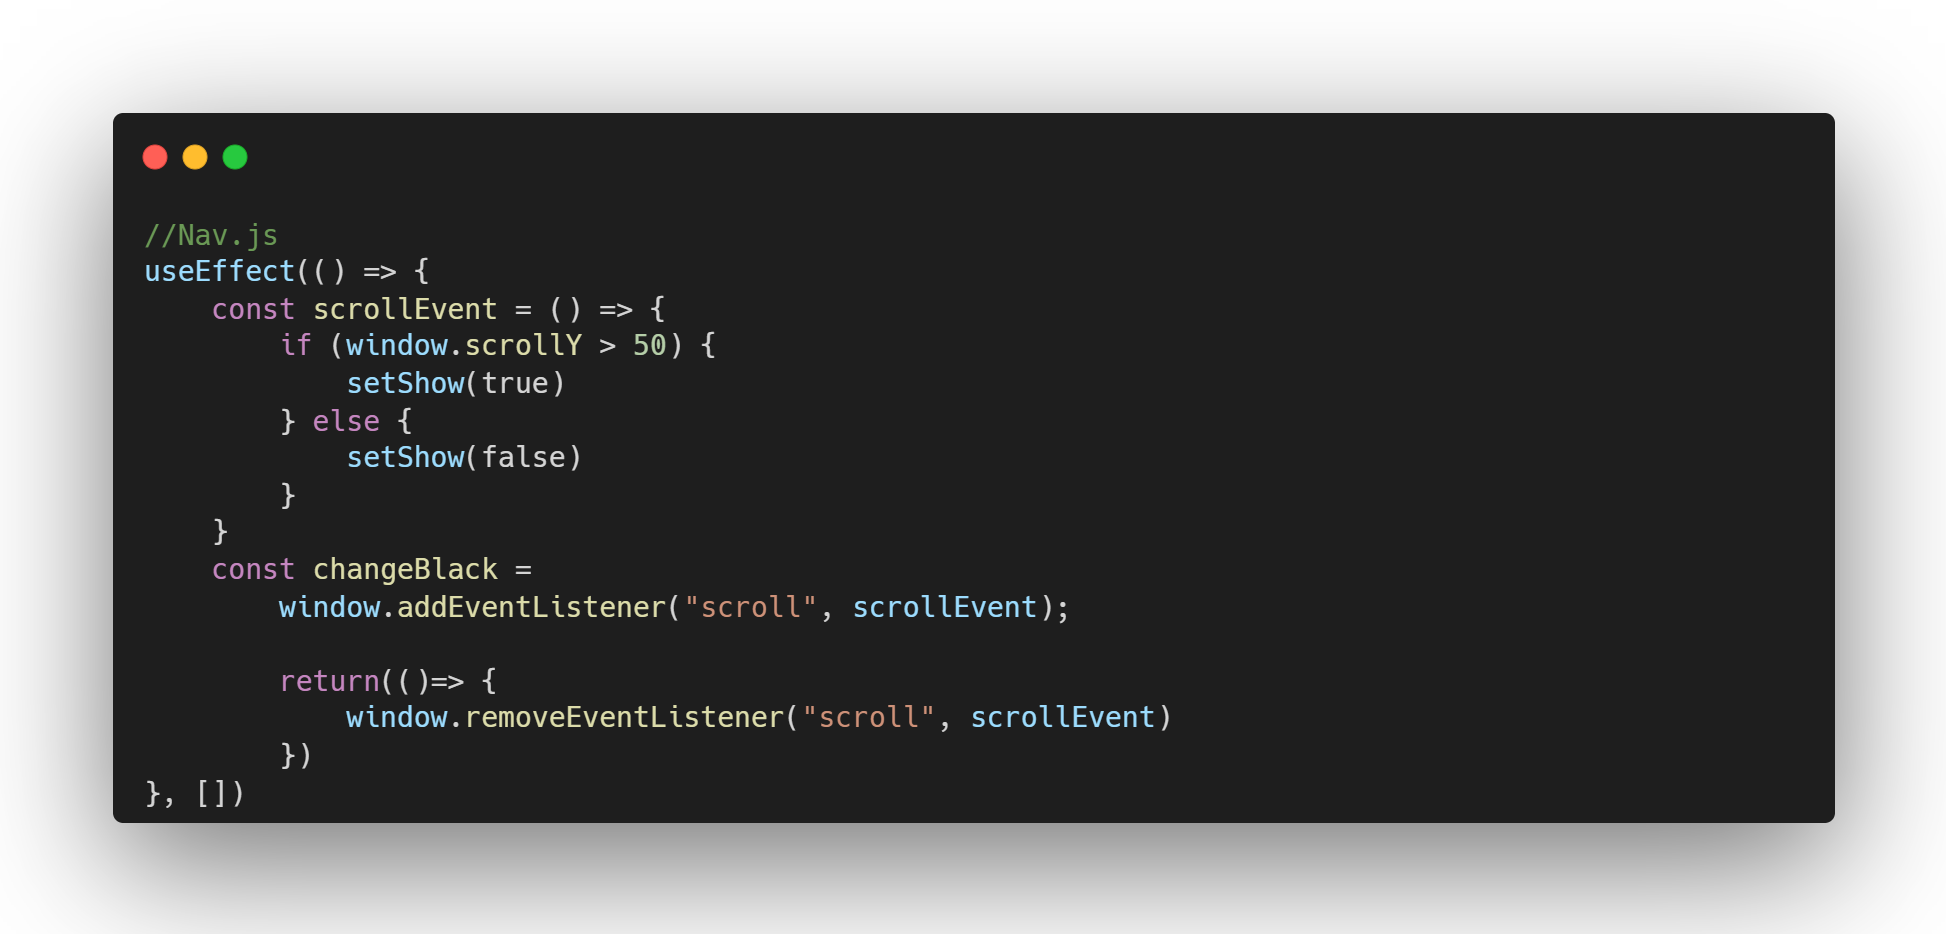 //Nav.js
useEffect(() => {
    const scrollEvent = () => {
        if (window.scrollY > 50) {
            setShow(true)
        } else {
            setShow(false)
        }
    }
    const changeBlack =
        window.addEventListener("scroll", scrollEvent);

        return(()=> {
            window.removeEventListener("scroll", scrollEvent)
        })
}, [])